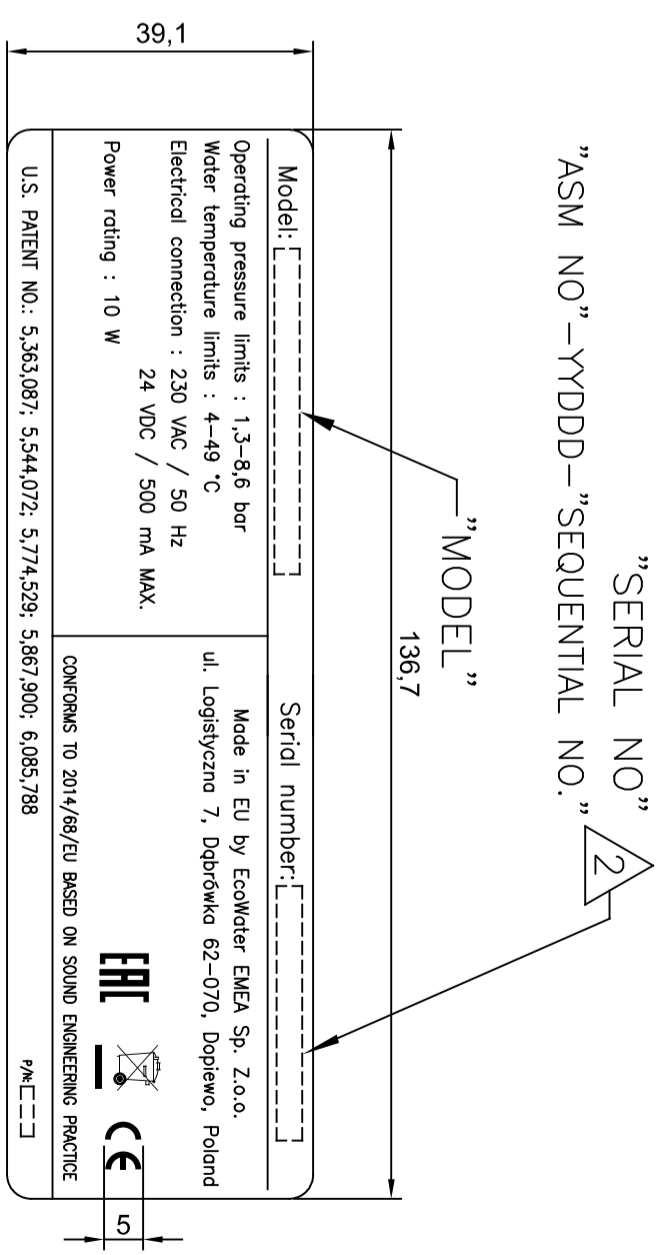 "SERIAL NO"
2
"ASM NO"-YYDDD-"SEQUENTIAL NO."
"MODEL"
136,7
39,1
Model:
Serial number:
Operating pressure limits : 1,3-8,6 bar
Water temperature limits : 4-49 °C
Electrical connection : 230 VAC / 50 Hz
24 VDC / 500 mA MAX.
Power rating : 10 W
Made in EU by EcoWater EMEA Sp. Z.o.o.
ul. Logistyczna 7, Dąbrówka 62-070, Dopiewo, Poland
EAC
CE
5
CONFORMS TO 2014/68/EU BASED ON SOUND ENGINEERING PRACTICE
U.S. PATENT NO.: 5,363,087; 5,544,072; 5,774,529; 5,867,900; 6,085,788
P/N: